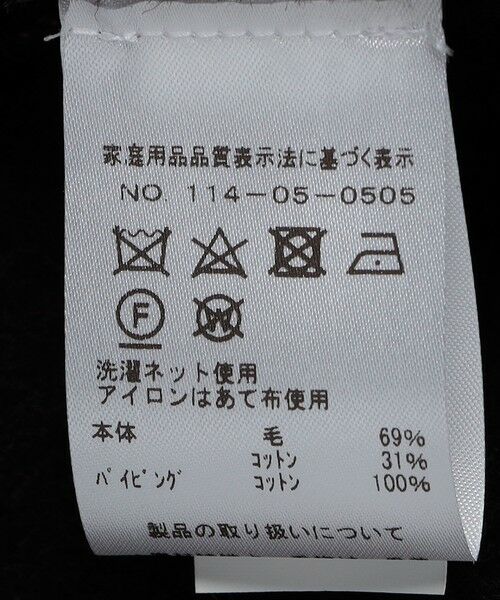 家庭用品品質表示法に基づく表示
NO 114-05-0505
F W
洗濯ネット使用
アイロンはあて布使用
本体 毛 69%
コットン 31%
パイピング コットン 100%
製品の取り扱いについて